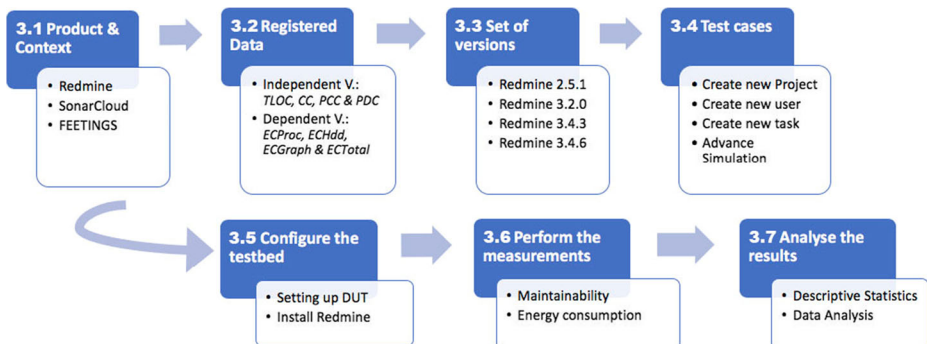 3.1 Product &
Context
• Redmine
• SonarCloud
• FEETINGS
3.2 Registered
Data
• Independent V.:
TLOC, CC, PCC & PDC
• Dependent V.:
ECProc, ECHdd,
ECGraph & ECTotal
3.3 Set of
versions
• Redmine 2.5.1
• Redmine 3.2.0
• Redmine 3.4.3
• Redmine 3.4.6
3.4 Test cases
• Create new Project
• Create new user
• Create new task
• Advance
Simulation
3.5 Configure the
testbed
• Setting up DUT
• Install Redmine
3.6 Perform the
measurements
• Maintainability
• Energy consumption
3.7 Analyse the
results
• Descriptive Statistics
• Data Analysis